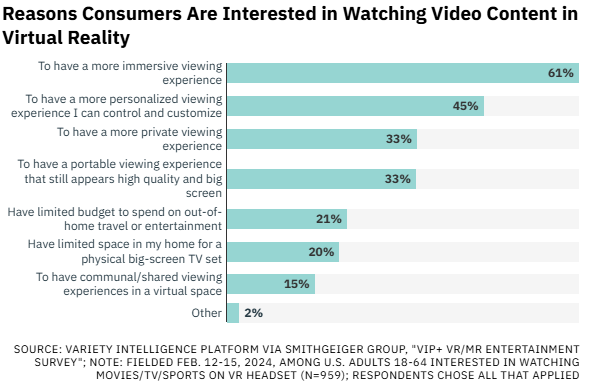 Reasons Consumers Are Interested in Watching Video Content in
Virtual Reality
To have a more immersive viewing
experience
61%
To have a more personalized viewing
experience I can control and customize
45%
To have a more private viewing
experience
33%
To have a portable viewing experience
that still appears high quality and big
screen
33%
Have limited budget to spend on out-of-
home travel or entertainment
21%
Have limited space in my home for a
physical big-screen TV set
20%
To have communal/shared viewing
experiences in a virtual space
15%
Other
2%
SOURCE: VARIETY INTELLIGENCE PLATFORM VIA SMITHGEIGER GROUP, "VIP+ VR/MR ENTERTAINMENT
SURVEY"; NOTE: FIELDED FEB. 12-15, 2024, AMONG U.S. ADULTS 18-64 INTERESTED IN WATCHING
MOVIES/TV/SPORTS ON VR HEADSET (N=959); RESPONDENTS CHOSE ALL THAT APPLIED